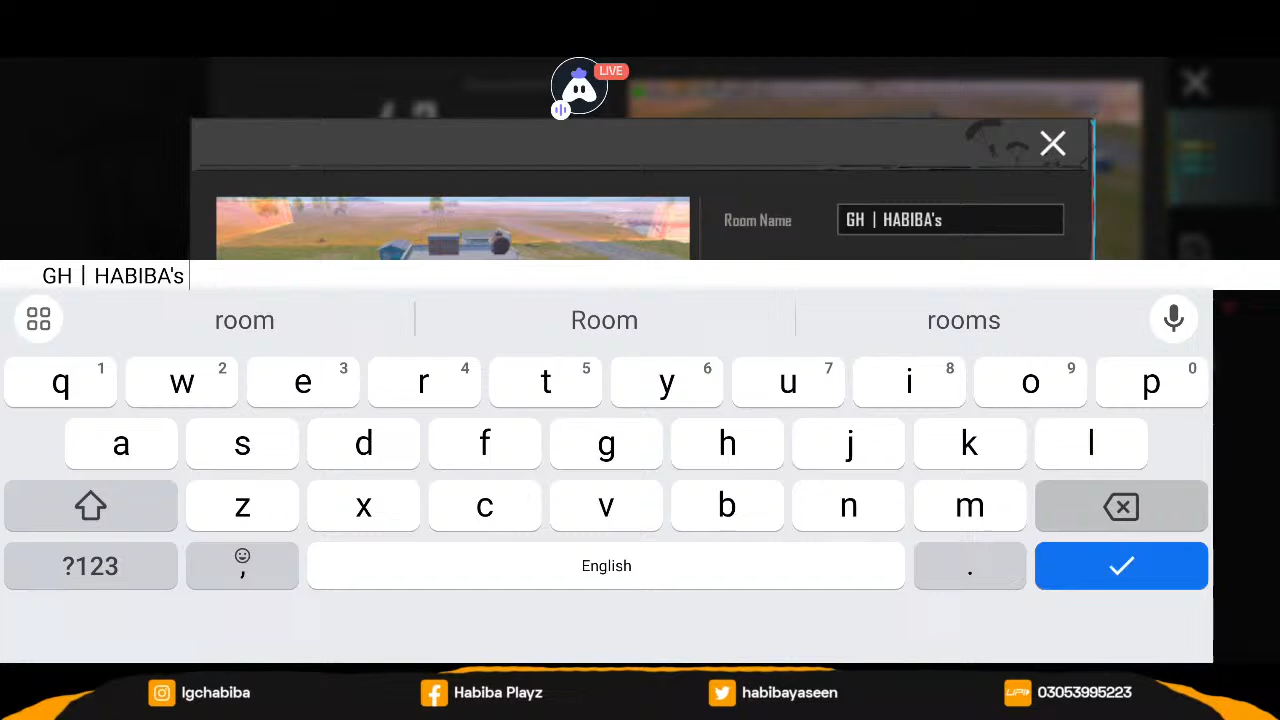 LIVE
Room Name
GH | HABIBA's
GH | HABIBA's
room
Room
rooms
q 1 w 2 e 3 r 4 t 5 y 6 u 7 i 8 o 9 p 0
a s d f g h j k l
z x c v b n m
?123 , English .
Igchabiba
Habiba Playz
habibayaseen
03053995223